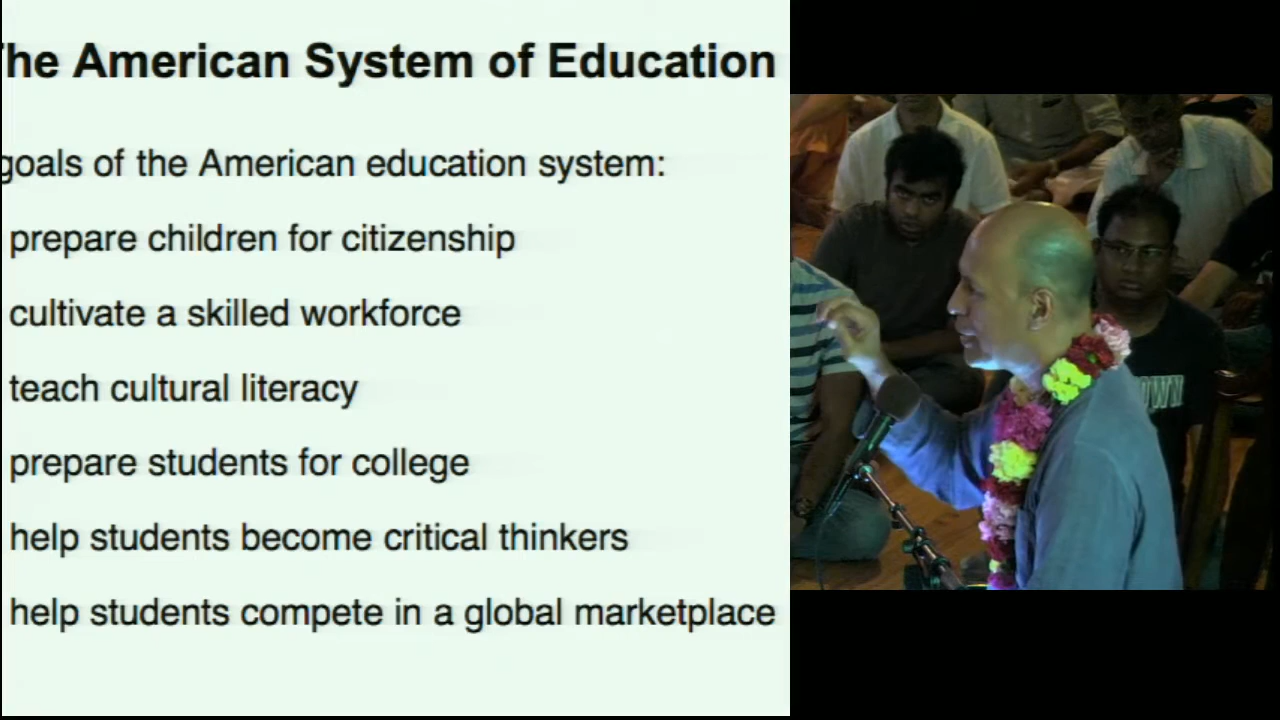 The American System of Education
goals of the American education system:
prepare children for citizenship
cultivate a skilled workforce
teach cultural literacy
prepare students for college
help students become critical thinkers
help students compete in a global marketplace